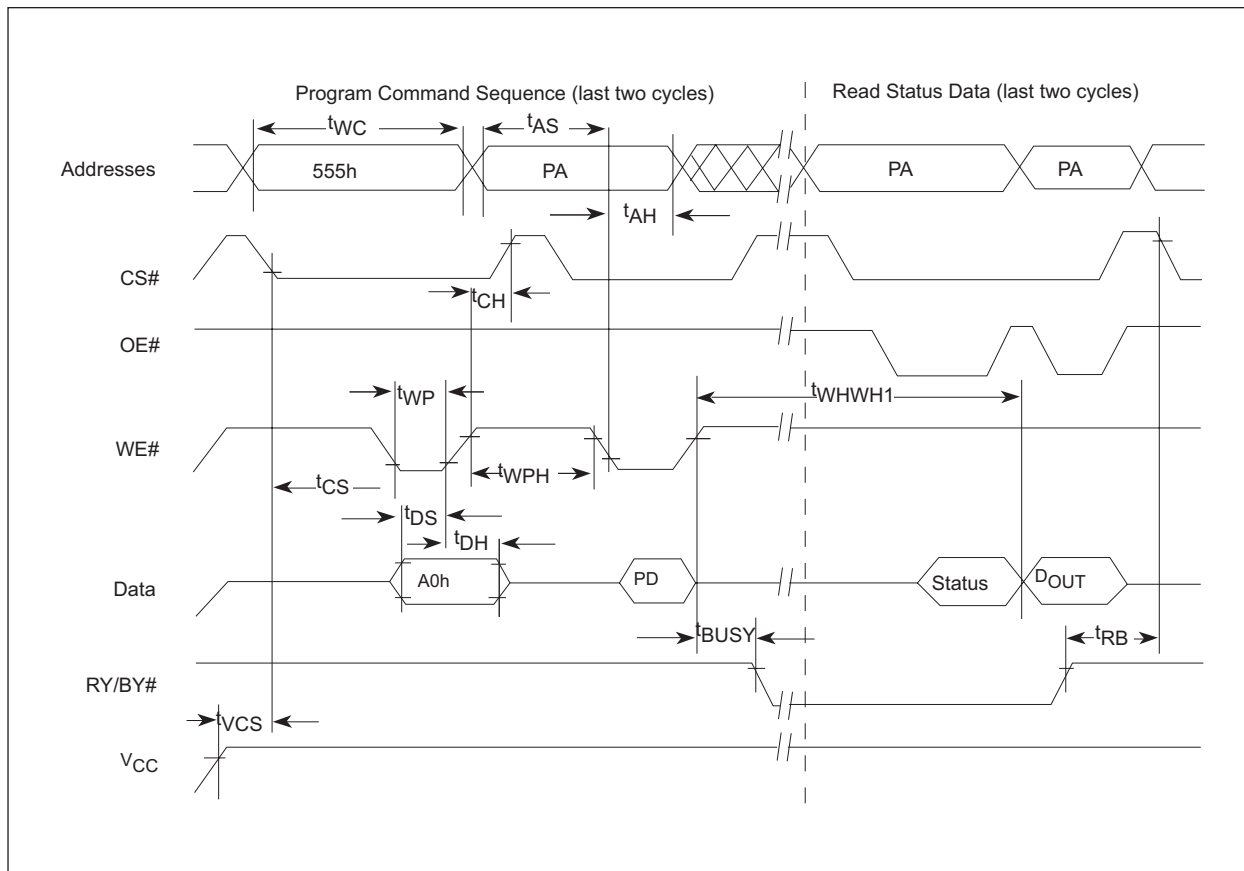 Program Command Sequence (last two cycles)
Read Status Data (last two cycles)
tWC
tAS
Addresses
555h
PA
PA
PA
tAH
CS#
tCH
OE#
tWP
tWHWH1
WE#
tWPH
tCS
tDS
tDH
Data
A0h
PD
Status
DOUT
tBUSY
tRB
RY/BY#
tVCS
VCC